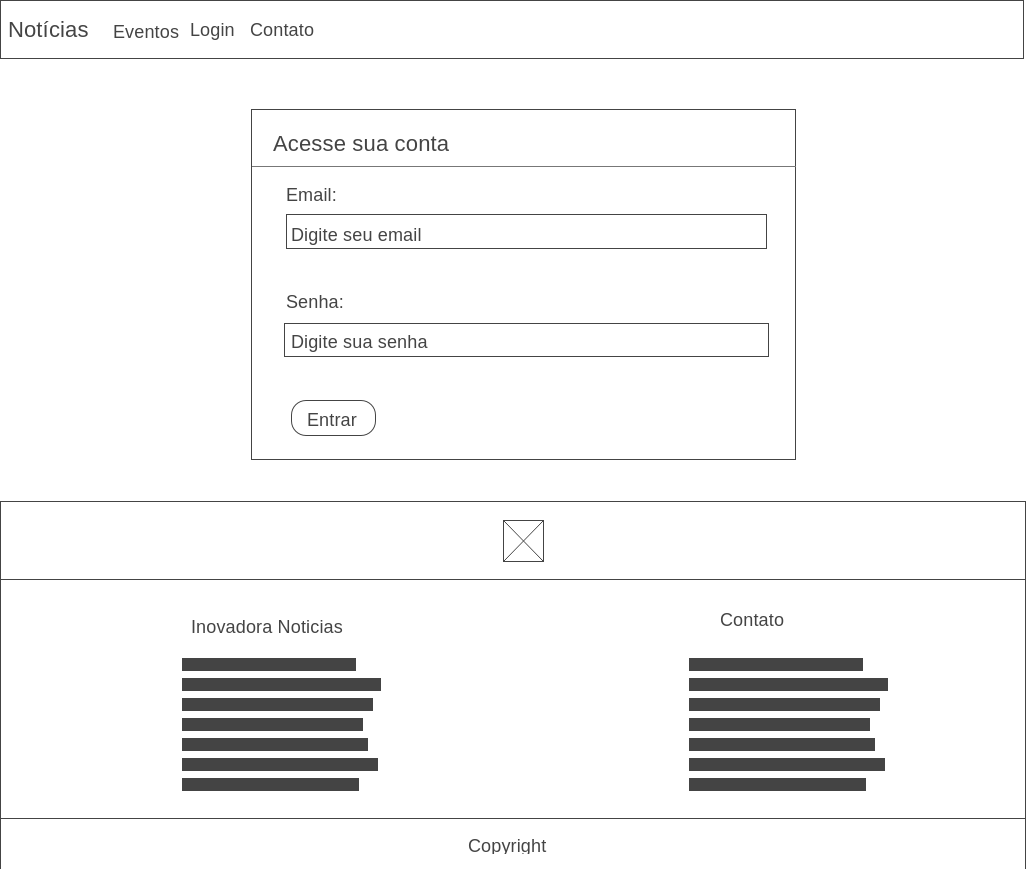 Notícias Eventos Login Contato
Acesse sua conta
Email:
Digite seu email
Senha:
Digite sua senha
Entrar
Inovadora Noticias
Contato
Copyright